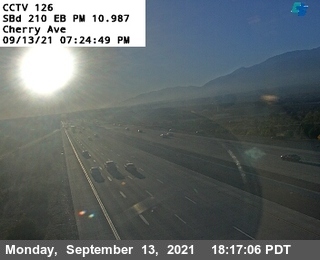 CCTV 126
SBd 210 EB PM 10.987
Cherry Ave
09/13/21 07:24:49 PM
Monday, September 13, 2021 18:17:06 PDT